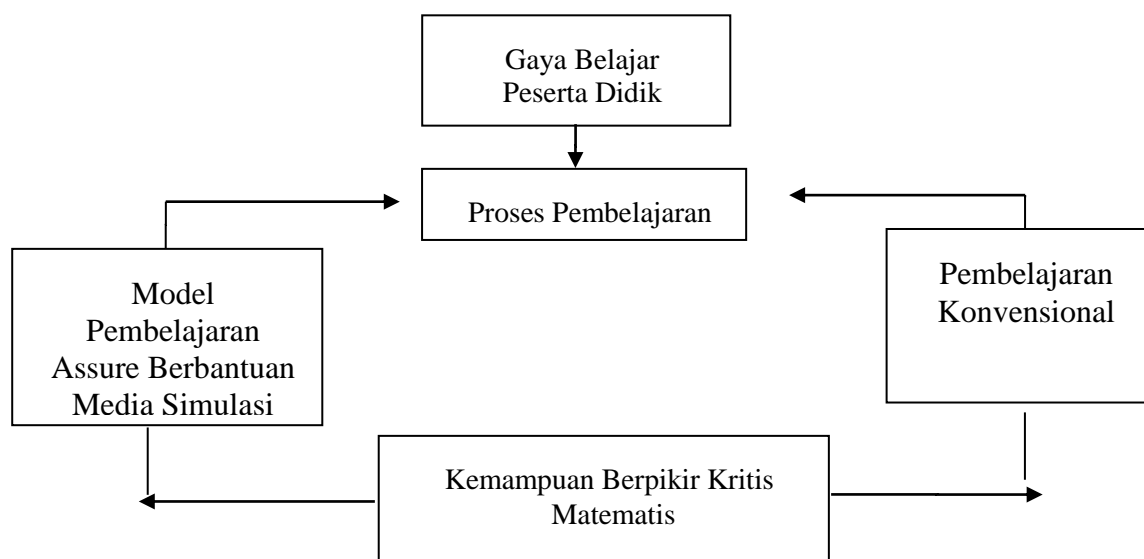 Gaya Belajar
Peserta Didik
Proses Pembelajaran
Model
Pembelajaran
Assure Berbantuan
Media Simulasi
Pembelajaran
Konvensional
Kemampuan Berpikir Kritis
Matematis